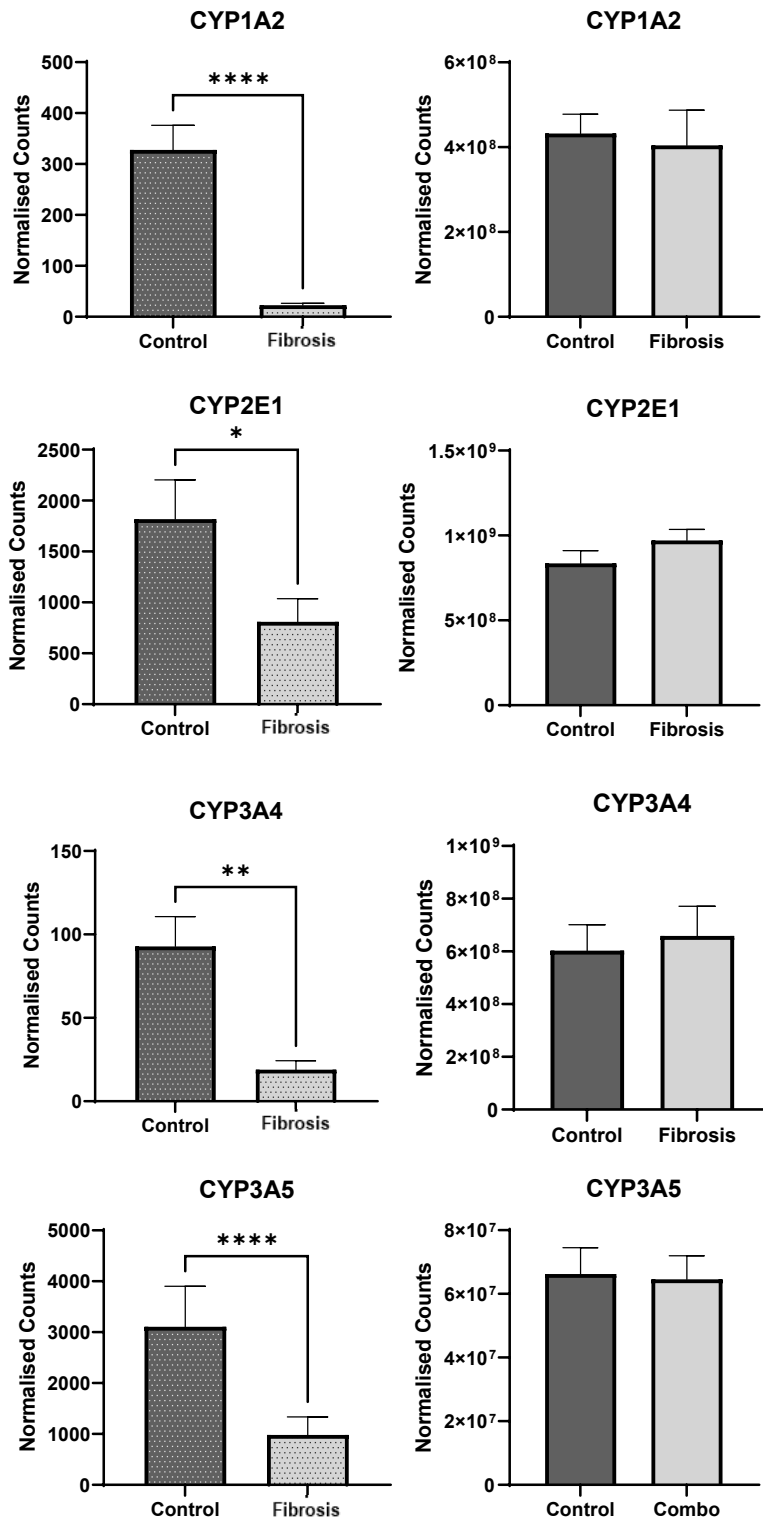 CYP1A2
Normalised Counts
500
400
300
200
100
0
****
Control Fibrosis
CYP1A2
Normalised Counts
6×10⁸
4×10⁸
2×10⁸
0
Control Fibrosis
CYP2E1
Normalised Counts
2500
2000
1500
1000
500
0
*
Control Fibrosis
CYP2E1
Normalised Counts
1.5×10⁹
1×10⁹
5×10⁸
0
Control Fibrosis
CYP3A4
Normalised Counts
150
100
50
0
**
Control Fibrosis
CYP3A4
Normalised Counts
1×10⁹
8×10⁸
6×10⁸
4×10⁸
2×10⁸
0
Control Fibrosis
CYP3A5
Normalised Counts
5000
4000
3000
2000
1000
0
****
Control Fibrosis
CYP3A5
Normalised Counts
8×10⁷
6×10⁷
4×10⁷
2×10⁷
0
Control Combo